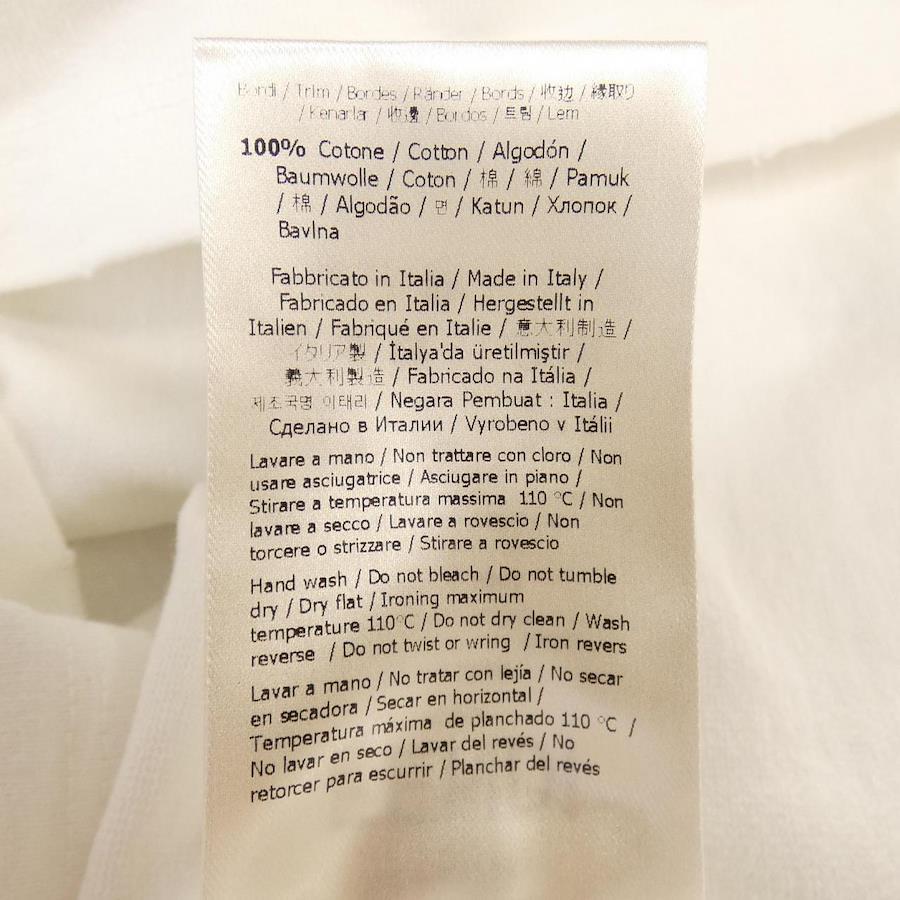 Bordi / Trim / Bordes / Ränder / Bords / 收边 / 縁取り
/ Kenarlar / 收邊 / Bordos / 트림 / Lem
100% Cotone / Cotton / Algodón /
Baumwolle / Coton / 棉 / 綿 / Pamuk
/ 棉 / Algodão / 면 / Katun / Хлопок /
Bavlna
Fabbricato in Italia / Made in Italy /
Fabricado en Italia / Hergestellt in
Italien / Fabriqué en Italie / 意大利制造 /
イタリア製 / İtalya'da üretilmiştir /
義大利製造 / Fabricado na Itália /
제조국명 이태리 / Negara Pembuat : Italia /
Сделано в Италии / Vyrobeno v Itálii
Lavare a mano / Non trattare con cloro / Non
usare asciugatrice / Asciugare in piano /
Stirare a temperatura massima 110 °C / Non
lavare a secco / Lavare a rovescio / Non
torcere o strizzare / Stirare a rovescio
Hand wash / Do not bleach / Do not tumble
dry / Dry flat / Ironing maximum
temperature 110°C / Do not dry clean / Wash
reverse / Do not twist or wring / Iron revers
Lavar a mano / No tratar con lejía / No secar
en secadora / Secar en horizontal /
Temperatura máxima de planchado 110 °C /
No lavar en seco / Lavar del revés / No
retorcer para escurrir / Planchar del revés